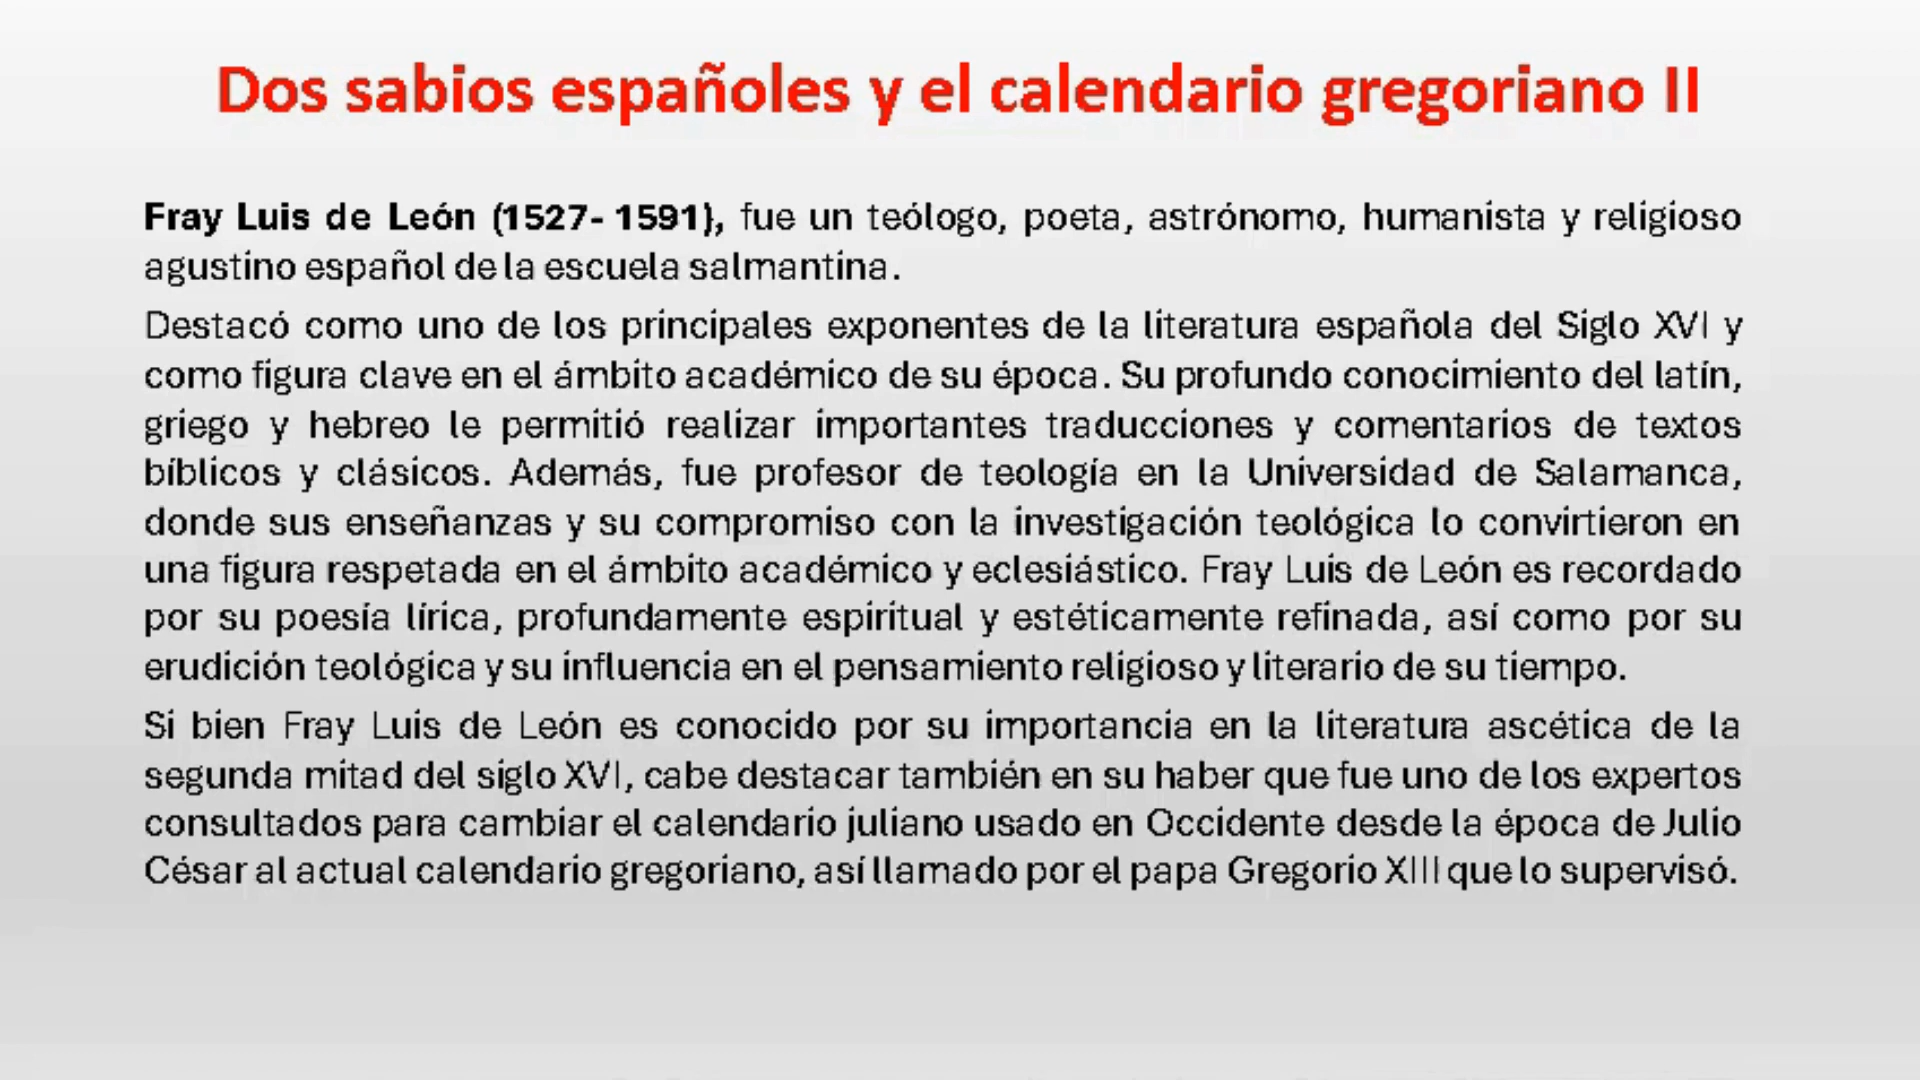 Dos sabios españoles y el calendario gregoriano II
Fray Luis de León (1527- 1591), fue un teólogo, poeta, astrónomo, humanista y religioso
agustino español de la escuela salmantina.
Destacó como uno de los principales exponentes de la literatura española del Siglo XVI y
como figura clave en el ámbito académico de su época. Su profundo conocimiento del latín,
griego y hebreo le permitió realizar importantes traducciones y comentarios de textos
bíblicos y clásicos. Además, fue profesor de teología en la Universidad de Salamanca,
donde sus enseñanzas y su compromiso con la investigación teológica lo convirtieron en
una figura respetada en el ámbito académico y eclesiástico. Fray Luis de León es recordado
por su poesía lírica, profundamente espiritual y estéticamente refinada, así como por su
erudición teológica y su influencia en el pensamiento religioso y literario de su tiempo.
Si bien Fray Luis de León es conocido por su importancia en la literatura ascética de la
segunda mitad del siglo XVI, cabe destacar también en su haber que fue uno de los expertos
consultados para cambiar el calendario juliano usado en Occidente desde la época de Julio
César al actual calendario gregoriano, así llamado por el papa Gregorio XIII que lo supervisó.